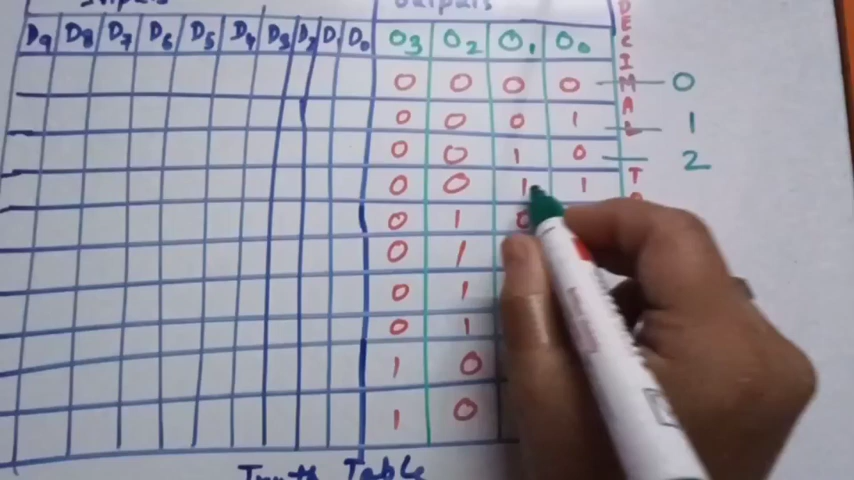 Outputs
D9 D8 D7 D6 D5 D4 D3 D2 D1 D0 O3 O2 O1 O0
0 0 0 0 0
0 0 0 1 1
0 0 1 0 2
0 0 1 1
0 1 0
0 1
0 1
0 1
1 0
1 0
DECIMAL
Truth Table